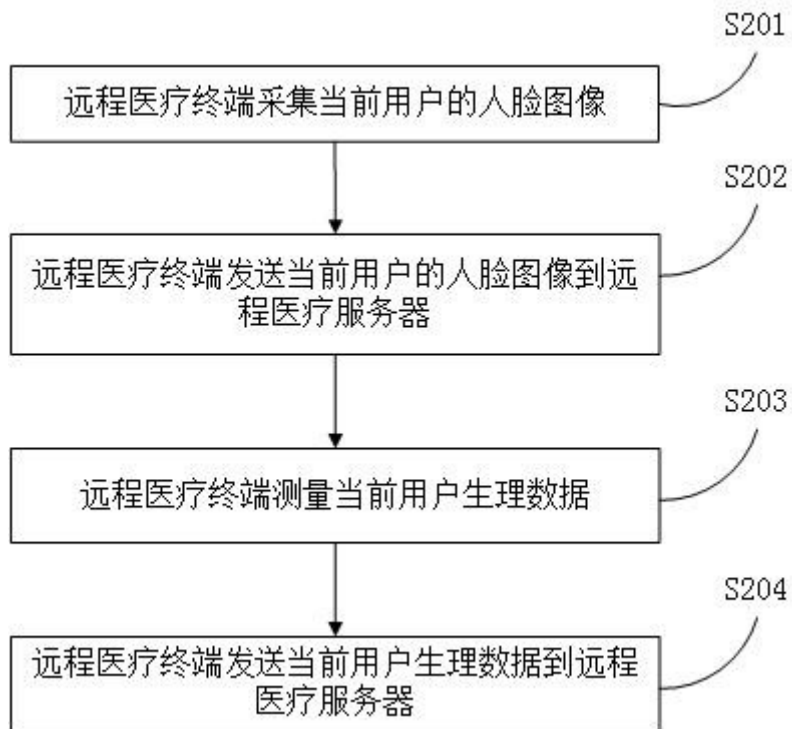 S201
远程医疗终端采集当前用户的人脸图像
S202
远程医疗终端发送当前用户的人脸图像到远
程医疗服务器
S203
远程医疗终端测量当前用户生理数据
S204
远程医疗终端发送当前用户生理数据到远程
医疗服务器